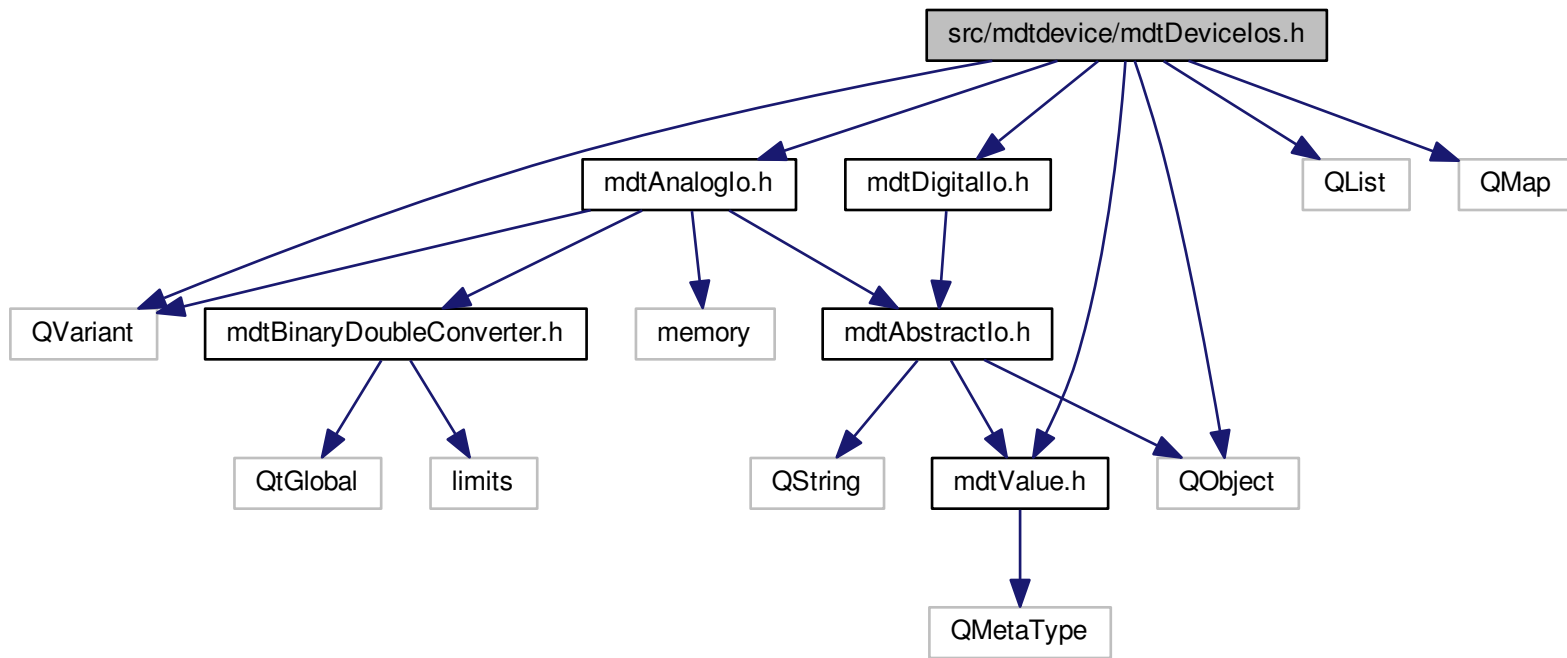 src/mdtdevice/mdtDeviceIos.h
mdtAnalogIo.h
mdtDigitalIo.h
QList
QMap
QVariant
mdtBinaryDoubleConverter.h
memory
mdtAbstractIo.h
QtGlobal
limits
QString
mdtValue.h
QObject
QMetaType